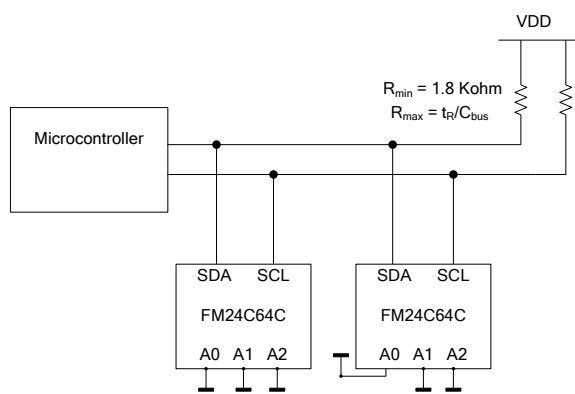 VDD
Rmin = 1.8 Kohm
Rmax = tR/Cbus
Microcontroller
SDA SCL
FM24C64C
A0 A1 A2
SDA SCL
FM24C64C
A0 A1 A2